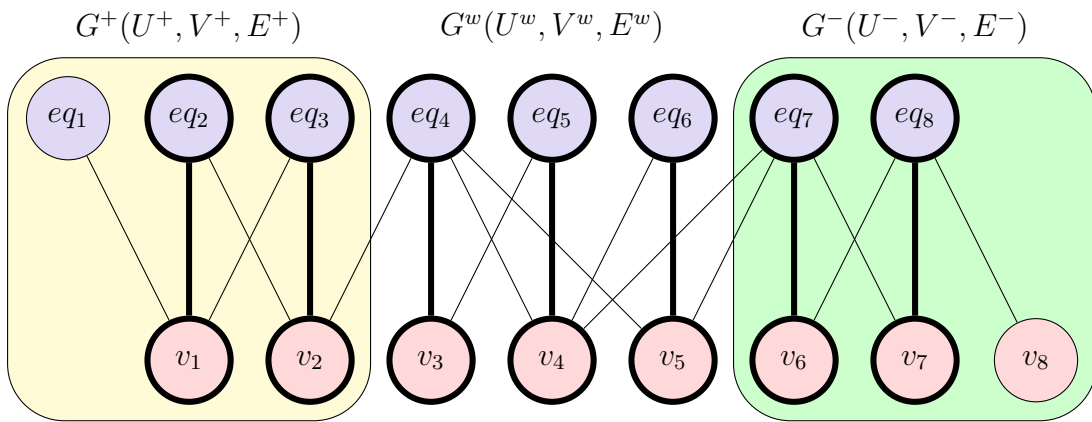 G⁺(U⁺, V⁺, E⁺) Gʷ(Uʷ, Vʷ, Eʷ) G⁻(U⁻, V⁻, E⁻)
eq₁ eq₂ eq₃ eq₄ eq₅ eq₆ eq₇ eq₈
v₁ v₂ v₃ v₄ v₅ v₆ v₇ v₈